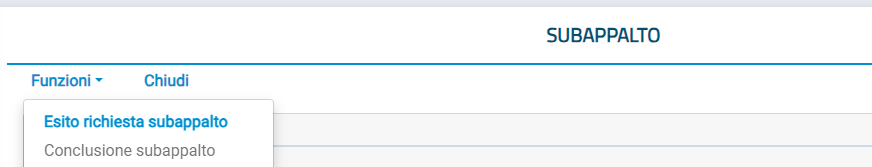 SUBAPPALTO
Funzioni Chiudi
Esito richiesta subappalto
Conclusione subappalto